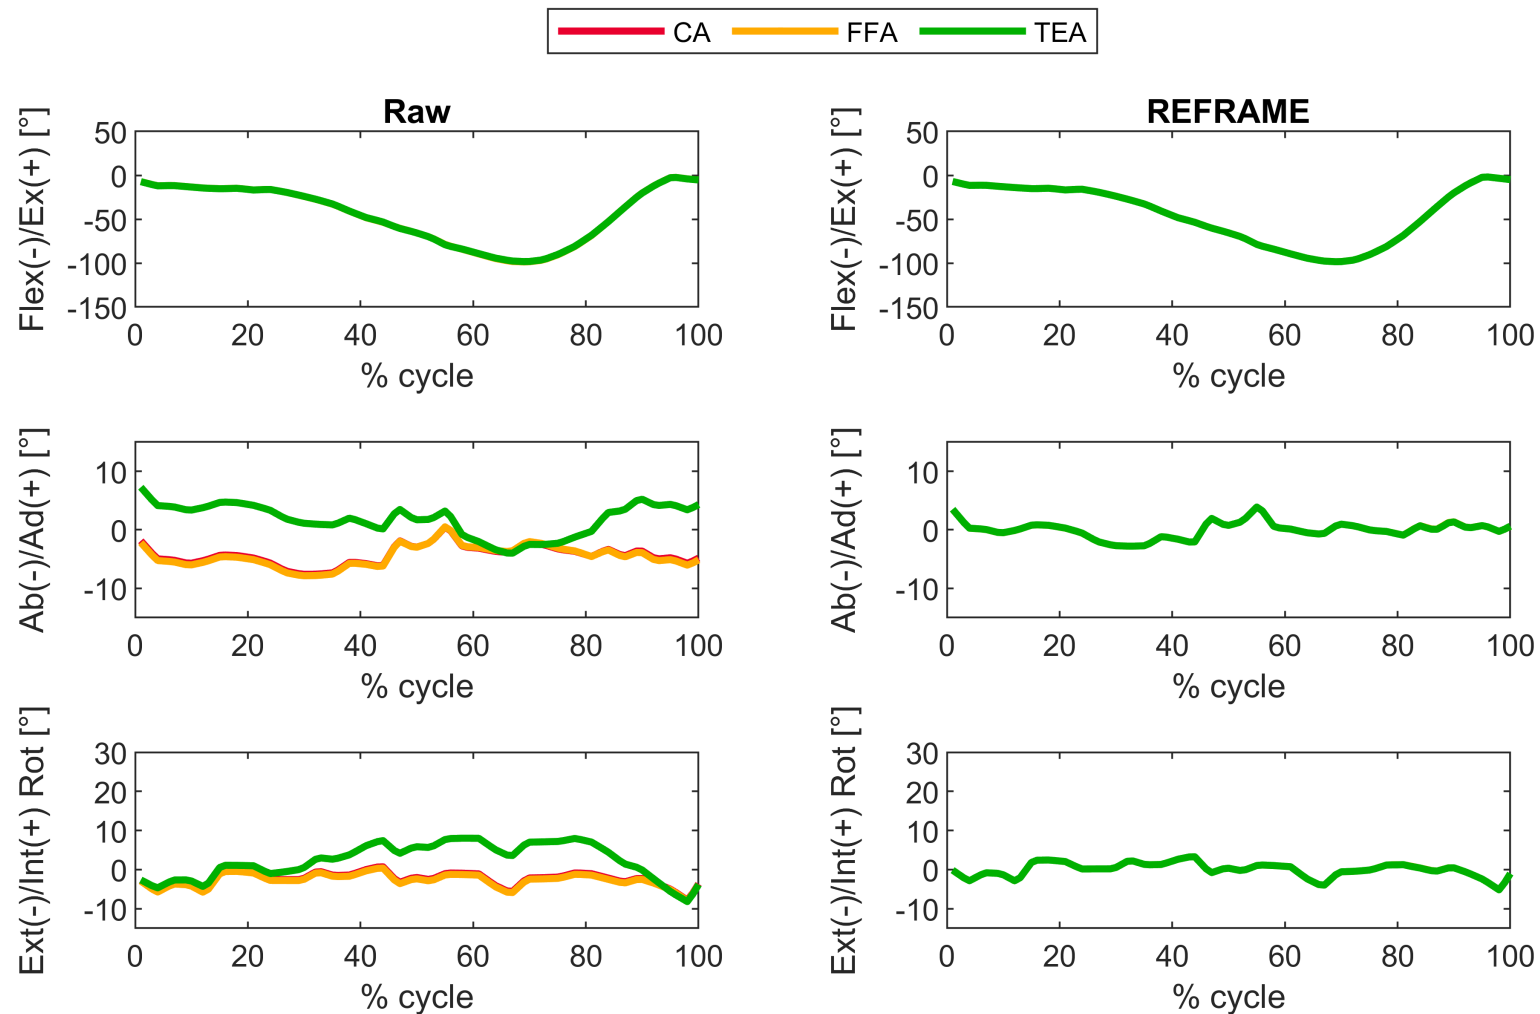 CA FFA TEA
Raw
Flex(-)/Ex(+) [°]
50
0
-50
-100
-150
0 20 40 60 80 100
% cycle
REFRAME
Flex(-)/Ex(+) [°]
50
0
-50
-100
-150
0 20 40 60 80 100
% cycle
Ab(-)/Ad(+) [°]
10
0
-10
0 20 40 60 80 100
% cycle
Ab(-)/Ad(+) [°]
10
0
-10
0 20 40 60 80 100
% cycle
Ext(-)/Int(+) Rot [°]
30
20
10
0
-10
0 20 40 60 80 100
% cycle
Ext(-)/Int(+) Rot [°]
30
20
10
0
-10
0 20 40 60 80 100
% cycle